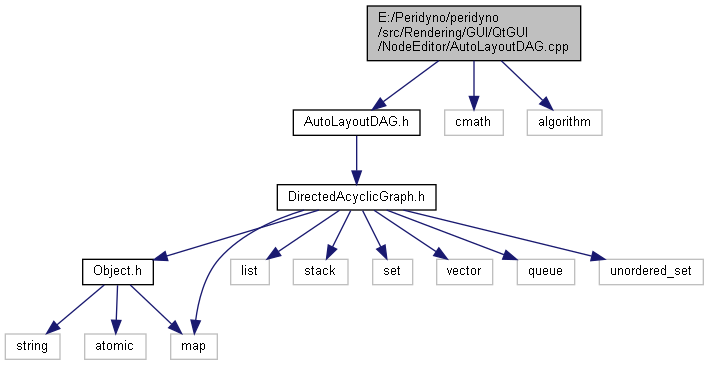 E:/Peridyno/peridyno
/src/Rendering/GUI/QtGUI
/NodeEditor/AutoLayoutDAG.cpp
AutoLayoutDAG.h
cmath
algorithm
DirectedAcyclicGraph.h
Object.h
list
stack
set
vector
queue
unordered_set
string
atomic
map